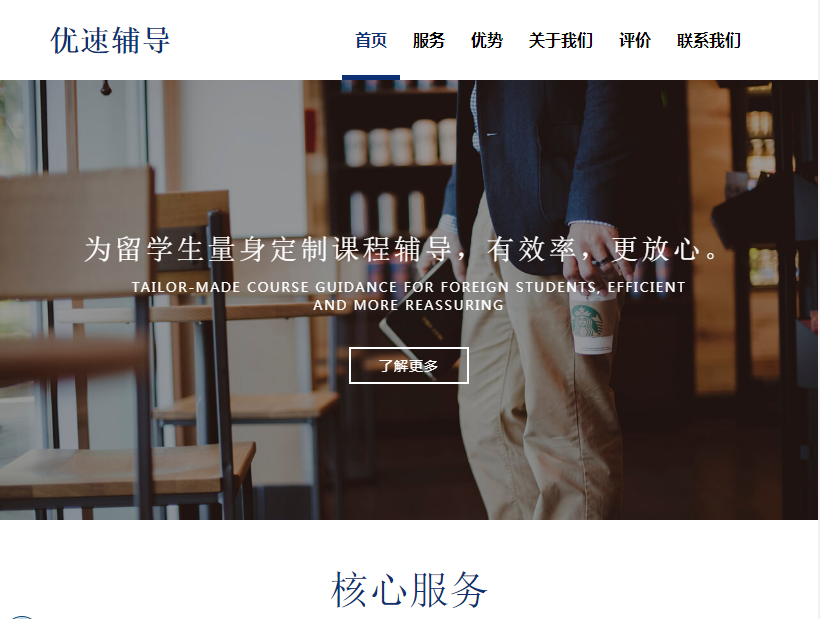 优速辅导
首页 服务 优势 关于我们 评价 联系我们
为留学生量身定制课程辅导，有效率，更放心。
TAILOR-MADE COURSE GUIDANCE FOR FOREIGN STUDENTS, EFFICIENT
AND MORE REASSURING
了解更多
核心服务